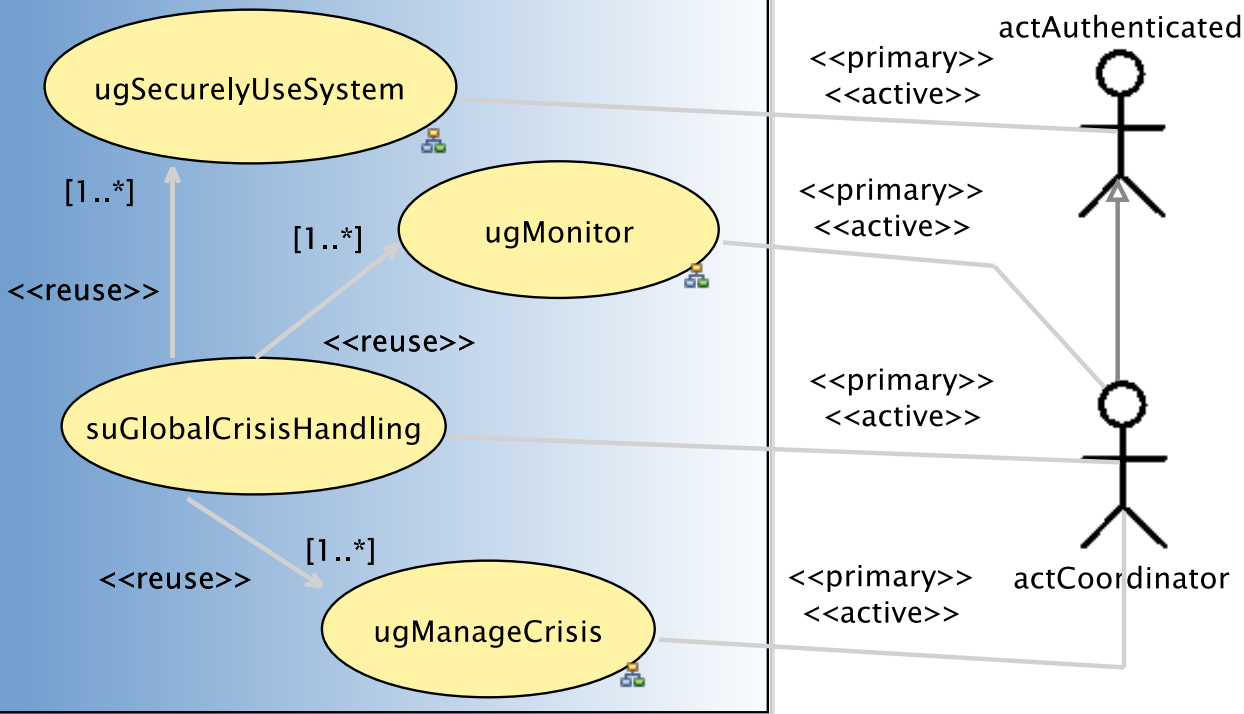 actAuthenticated
<<primary>>
<<active>>
ugSecurelyUseSystem
[1..*]
<<primary>>
<<active>>
[1..*]
ugMonitor
<<reuse>>
<<reuse>>
<<primary>>
<<active>>
suGlobalCrisisHandling
[1..*]
<<reuse>>
<<primary>>
<<active>>
actCoordinator
ugManageCrisis